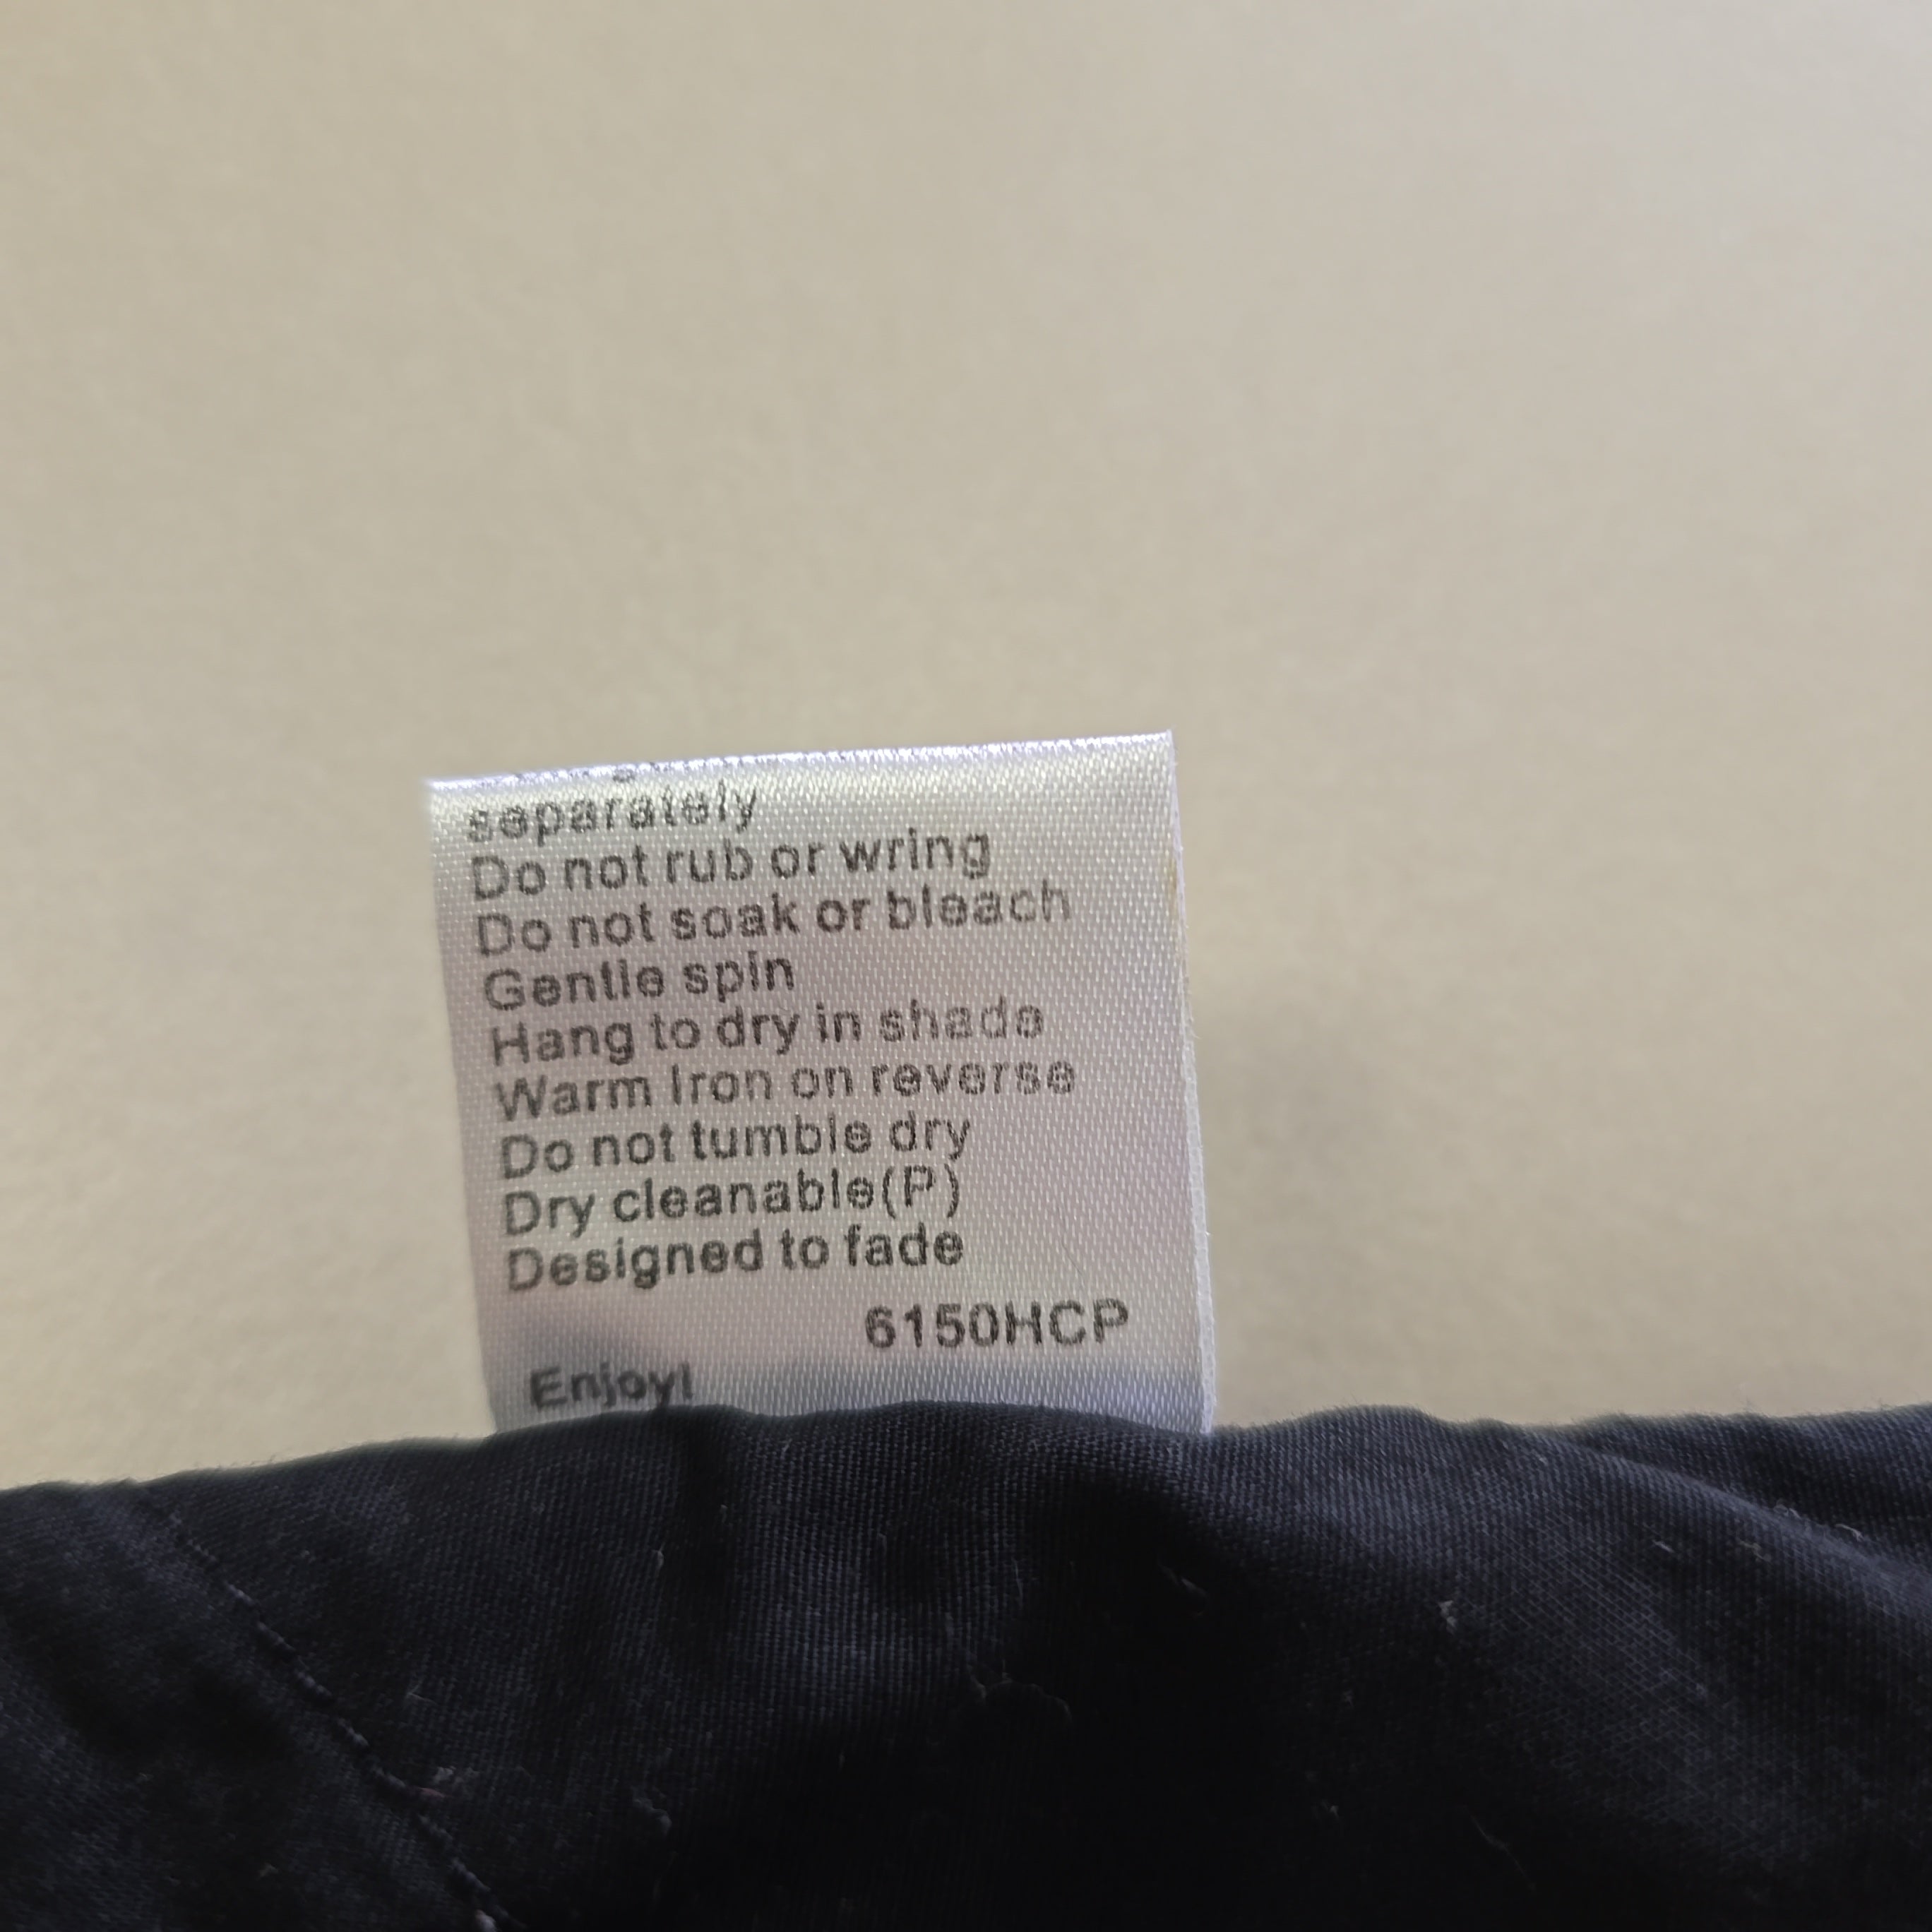 separately
Do not rub or wring
Do not soak or bleach
Gentle spin
Hang to dry in shade
Warm Iron on reverse
Do not tumble dry
Dry cleanable(P)
Designed to fade
6150HCP
Enjoy!